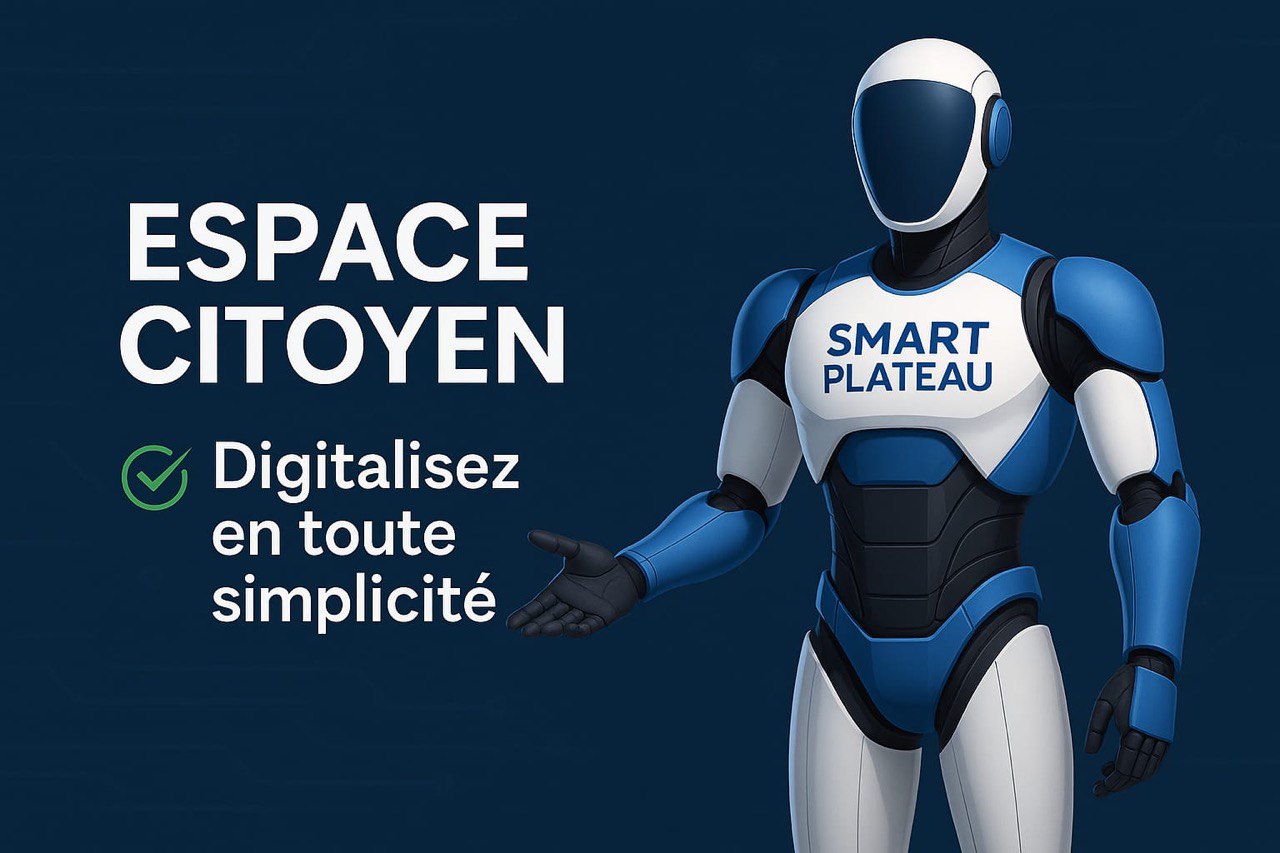 ESPACE
CITOYEN
Digitalisez
en toute
simplicité
SMART
PLATEAU